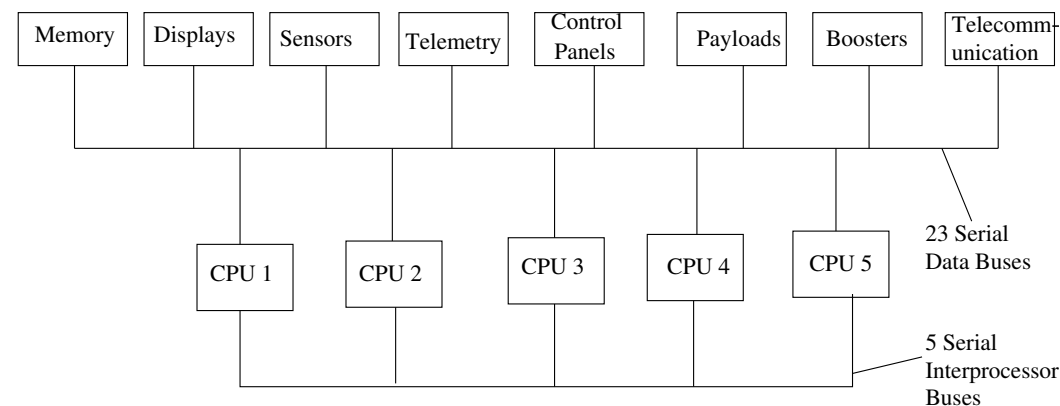 Memory
Displays
Sensors
Telemetry
Control
Panels
Payloads
Boosters
Telecomm-
unication
CPU 1
CPU 2
CPU 3
CPU 4
CPU 5
23 Serial
Data Buses
5 Serial
Interprocessor
Buses